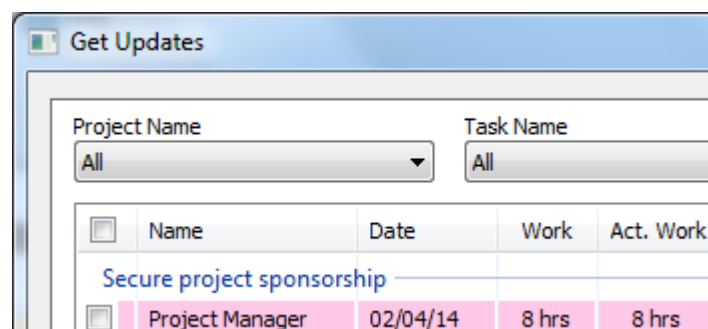 Get Updates
Project Name Task Name
All All
Name Date Work Act. Work
Secure project sponsorship
Project Manager 02/04/14 8 hrs 8 hrs